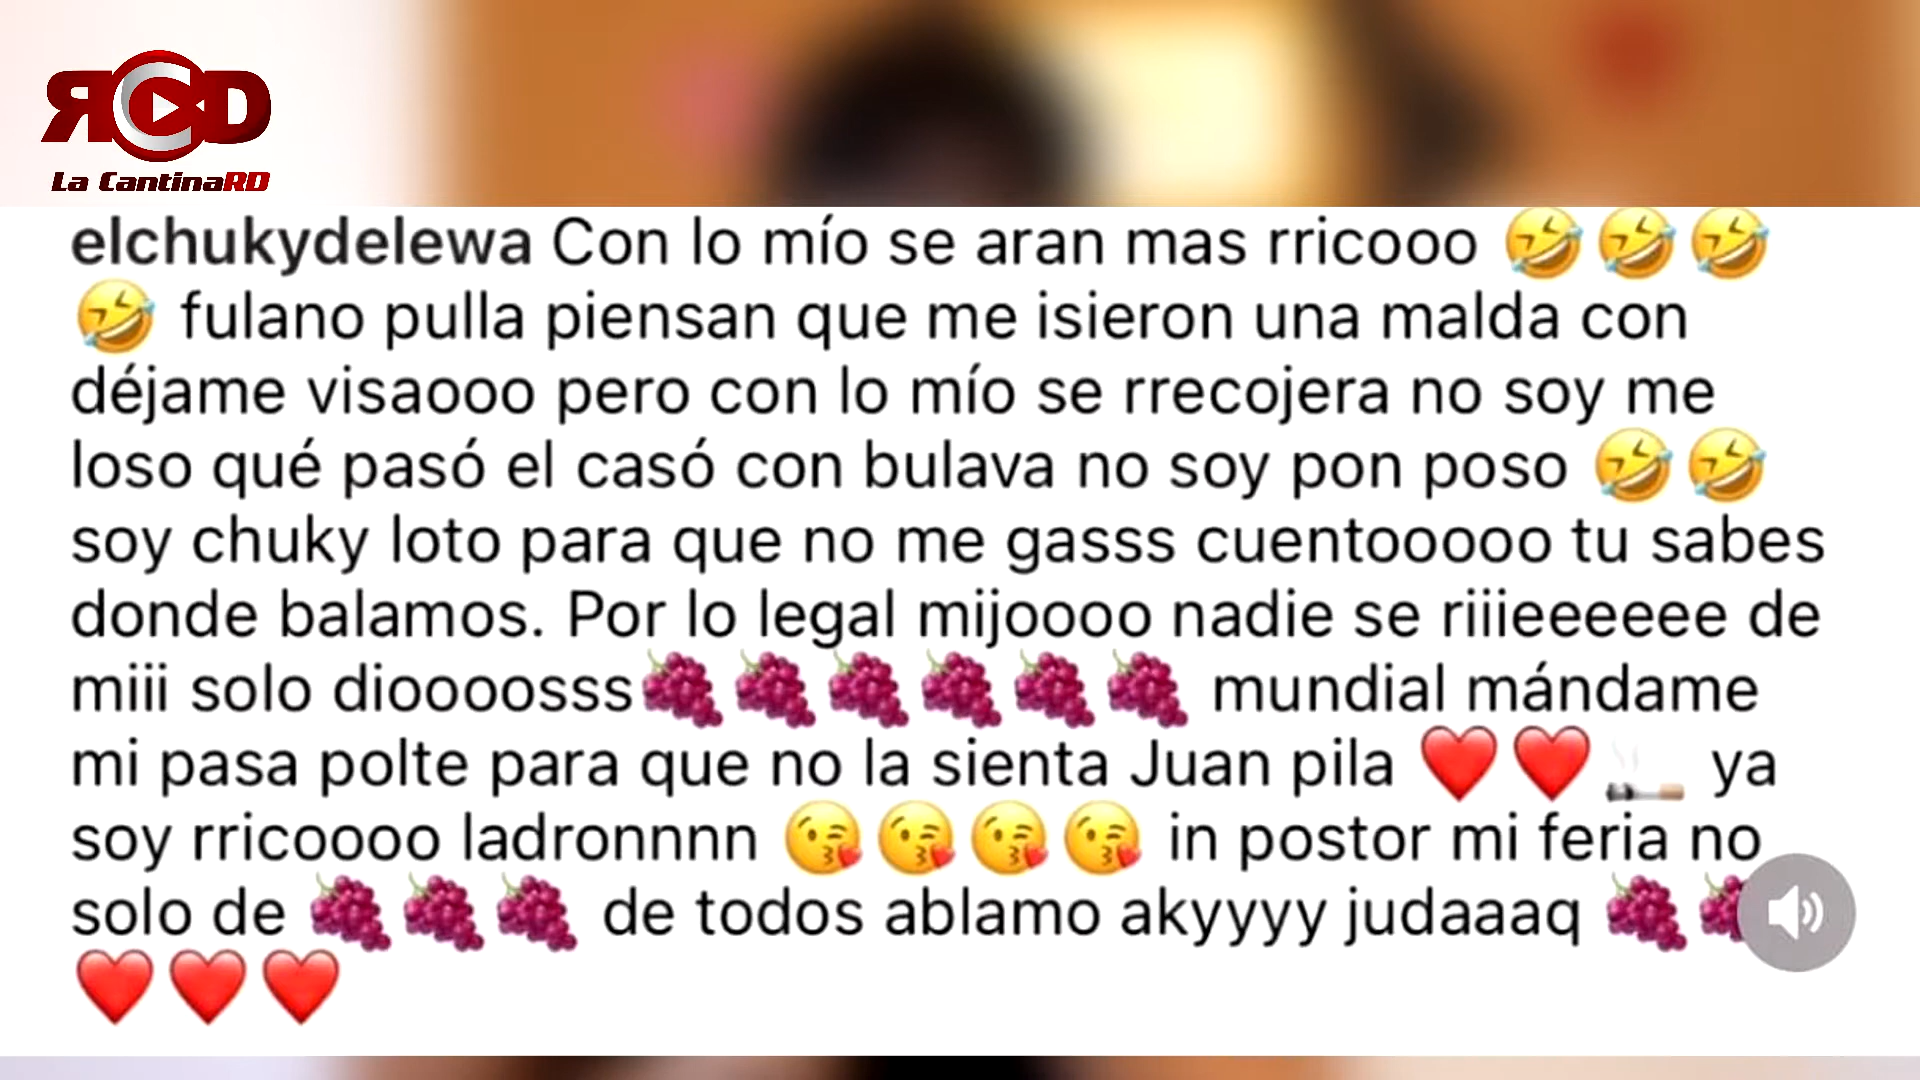 RCD
La CantinaRD
elchukydelewa Con lo mío se aran mas rricooo 🤣🤣🤣
🤣 fulano pulla piensan que me isieron una malda con
déjame visaooo pero con lo mío se rrecojera no soy me
loso qué pasó el casó con bulava no soy pon poso 🤣🤣
soy chuky loto para que no me gasss cuentooooo tu sabes
donde balamos. Por lo legal mijoooo nadie se riiieeeeee de
miii solo dioooosss🍇🍇🍇🍇🍇🍇 mundial mándame
mi pasa polte para que no la sienta Juan pila ❤️❤️🚬 ya
soy rricoooo ladronnnn 😘😘😘😘 in postor mi feria no
solo de 🍇🍇🍇 de todos ablamo akyyyy judaaaq 🍇🍇
❤️❤️❤️